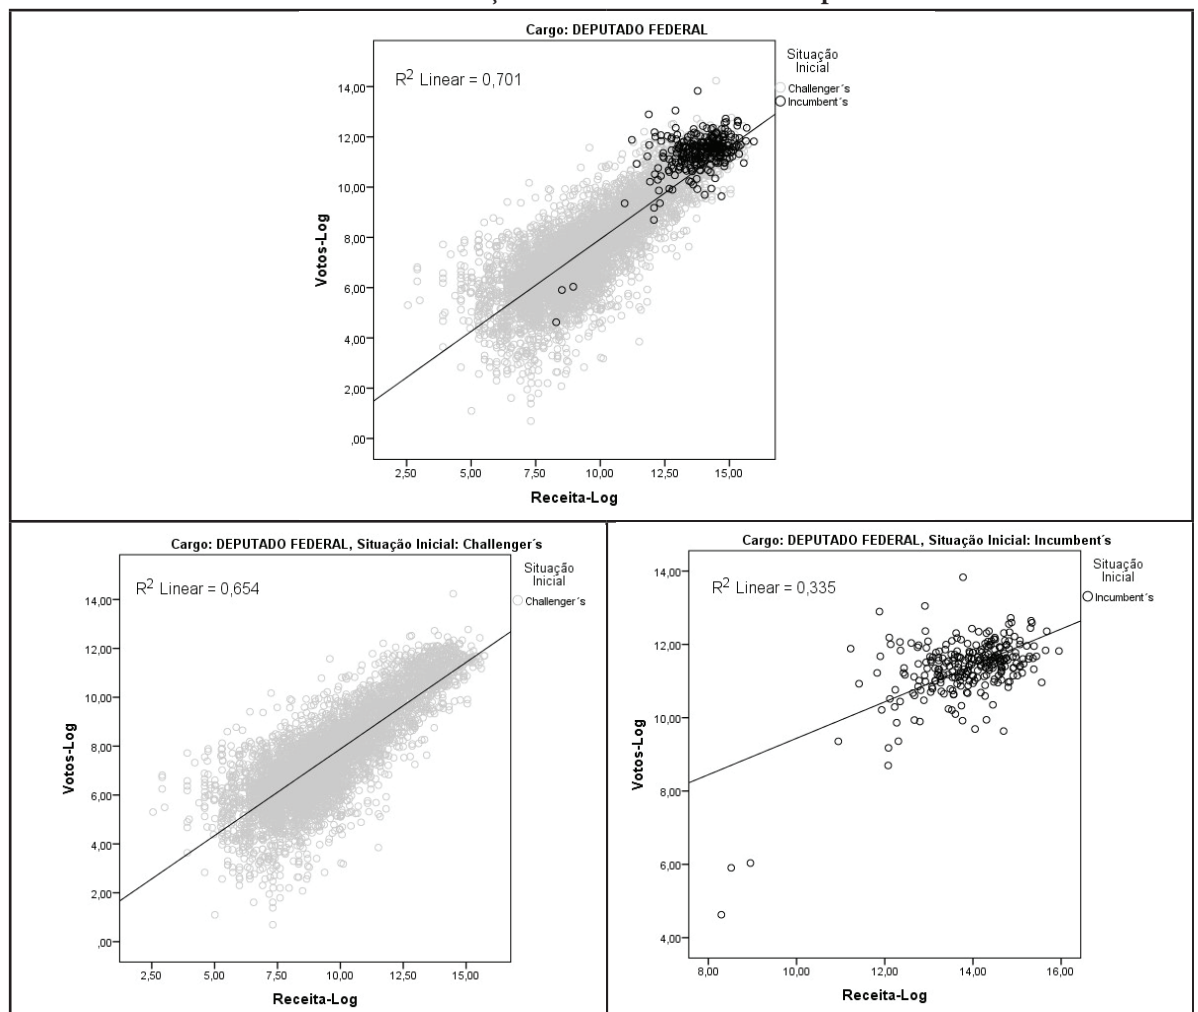 Cargo: DEPUTADO FEDERAL
R2 Linear = 0,701
Situação
Inicial
Challenger´s
Incumbent´s
14,00
12,00
10,00
8,00
6,00
4,00
2,00
,00
Votos-Log
2,50 5,00 7,50 10,00 12,50 15,00
Receita-Log
Cargo: DEPUTADO FEDERAL, Situação Inicial: Challenger´s
R2 Linear = 0,654
Situação
Inicial
Challenger´s
14,00
12,00
10,00
8,00
6,00
4,00
2,00
,00
Votos-Log
2,50 5,00 7,50 10,00 12,50 15,00
Receita-Log
Cargo: DEPUTADO FEDERAL, Situação Inicial: Incumbent´s
R2 Linear = 0,335
Situação
Inicial
Incumbent´s
14,00
12,00
10,00
8,00
6,00
4,00
Votos-Log
8,00 10,00 12,00 14,00 16,00
Receita-Log